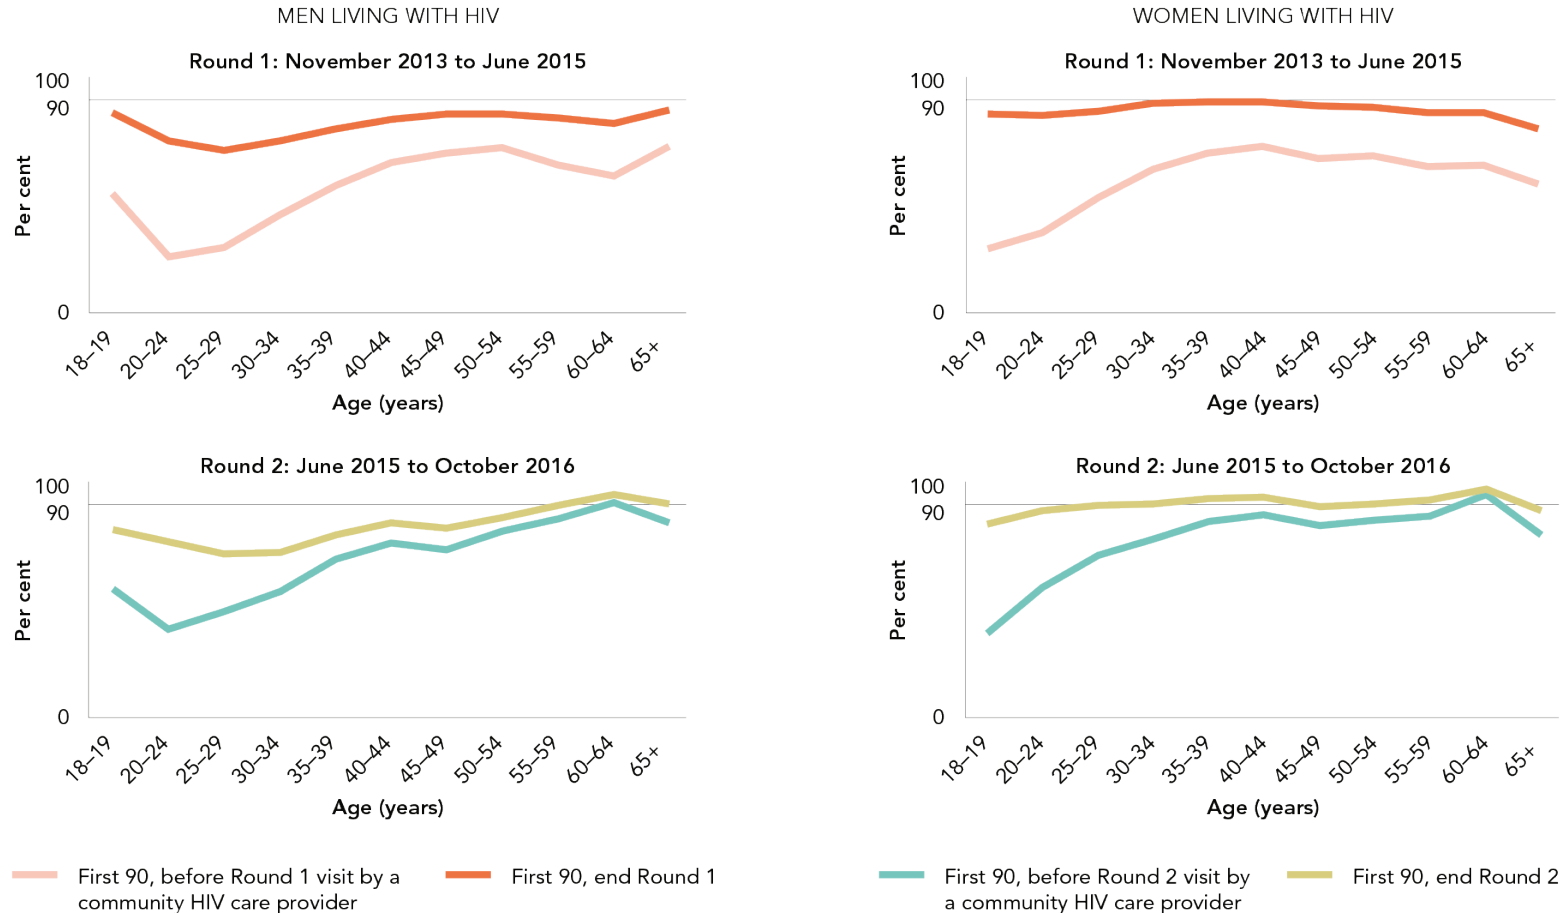 MEN LIVING WITH HIV
Round 1: November 2013 to June 2015
100
90
Per cent
0
18–19
20–24
25–29
30–34
35–39
40–44
45–49
50–54
55–59
60–64
65+
Age (years)
WOMEN LIVING WITH HIV
Round 1: November 2013 to June 2015
100
90
Per cent
0
18–19
20–24
25–29
30–34
35–39
40–44
45–49
50–54
55–59
60–64
65+
Age (years)
Round 2: June 2015 to October 2016
100
90
Per cent
0
18–19
20–24
25–29
30–34
35–39
40–44
45–49
50–54
55–59
60–64
65+
Age (years)
Round 2: June 2015 to October 2016
100
90
Per cent
0
18–19
20–24
25–29
30–34
35–39
40–44
45–49
50–54
55–59
60–64
65+
Age (years)
First 90, before Round 1 visit by a
community HIV care provider
First 90, end Round 1
First 90, before Round 2 visit by
a community HIV care provider
First 90, end Round 2